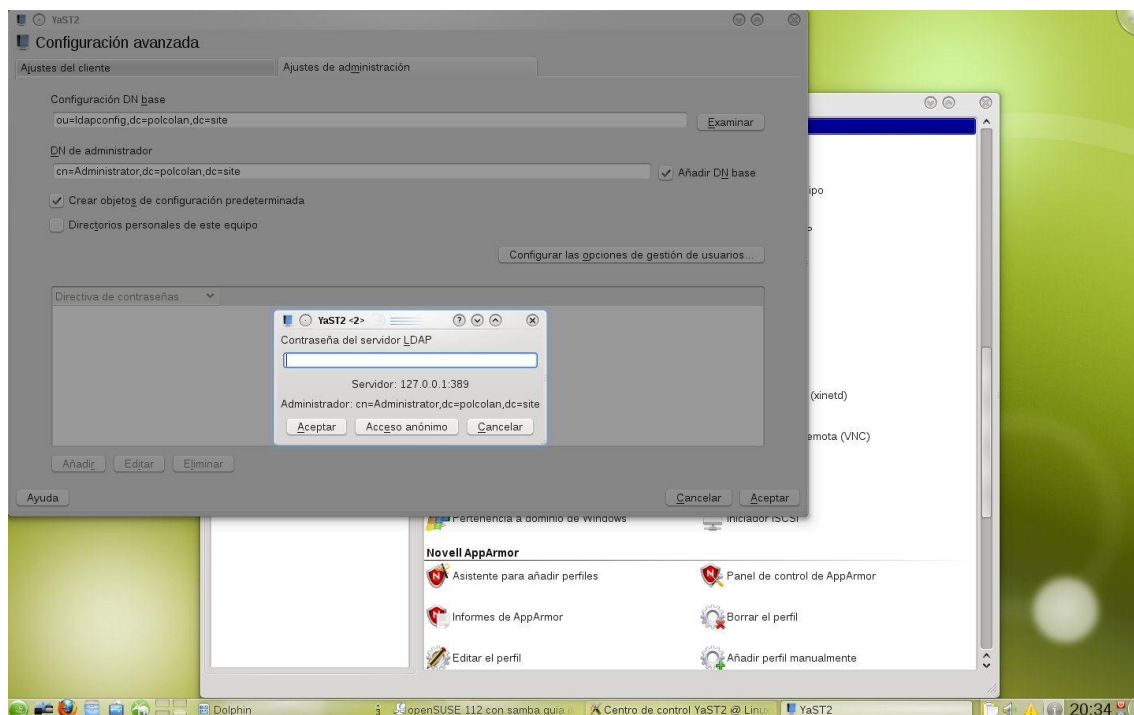 YaST2
Configuración avanzada
Ajustes del cliente
Ajustes de administración
Configuración DN base
ou=ldapconfig,dc=polcolan,dc=site
Examinar
DN de administrador
cn=Administrator,dc=polcolan,dc=site
Añadir DN base
Crear objetos de configuración predeterminada
Directorios personales de este equipo
Configurar las opciones de gestión de usuarios...
Directiva de contraseñas
YaST2 <2>
Contraseña del servidor LDAP
Servidor: 127.0.0.1:389
Administrador: cn=Administrator,dc=polcolan,dc=site
Aceptar
Acceso anónimo
Cancelar
Añadir
Editar
Eliminar
Ayuda
Cancelar
Aceptar
ipo
(xinetd)
emota (VNC)
Pertenencia a dominio de Windows
Iniciador iSCSI
Novell AppArmor
Asistente para añadir perfiles
Panel de control de AppArmor
Informes de AppArmor
Borrar el perfil
Editar el perfil
Añadir perfil manualmente
Dolphin
openSUSE 112 con samba guia
Centro de control YaST2 @ Linu
YaST2
20:34